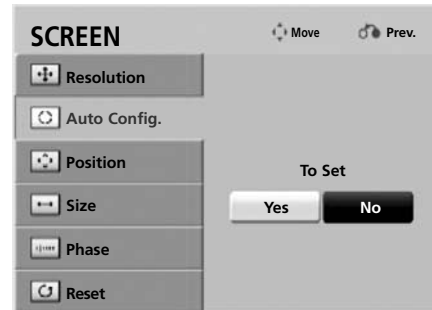 SCREEN
Move
Prev.
Resolution
Auto Config.
Position
Size
Phase
Reset
To Set
Yes
No